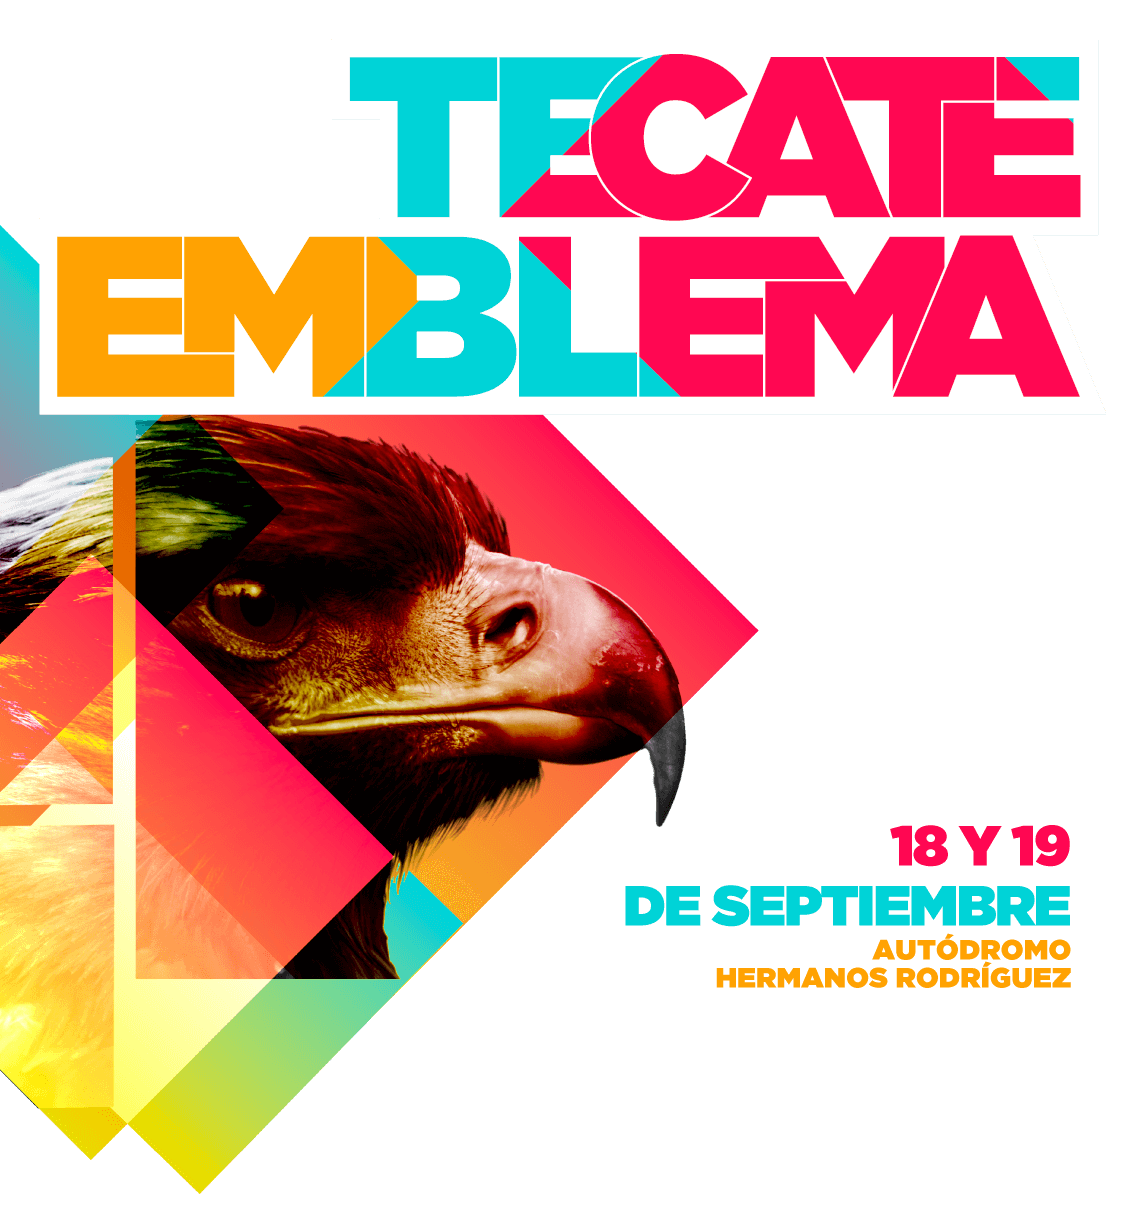 TECATE
EMBLEMA
18 Y 19
DE SEPTIEMBRE
AUTÓDROMO
HERMANOS RODRÍGUEZ